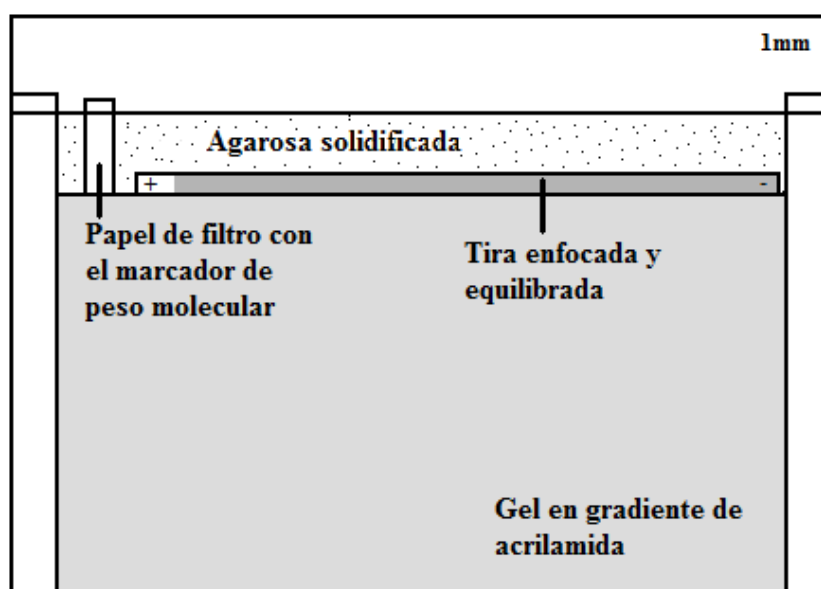 1mm
Agarosa solidificada
+
-
Papel de filtro con
el marcador de
peso molecular
Tira enfocada y
equilibrada
Gel en gradiente de
acrilamida